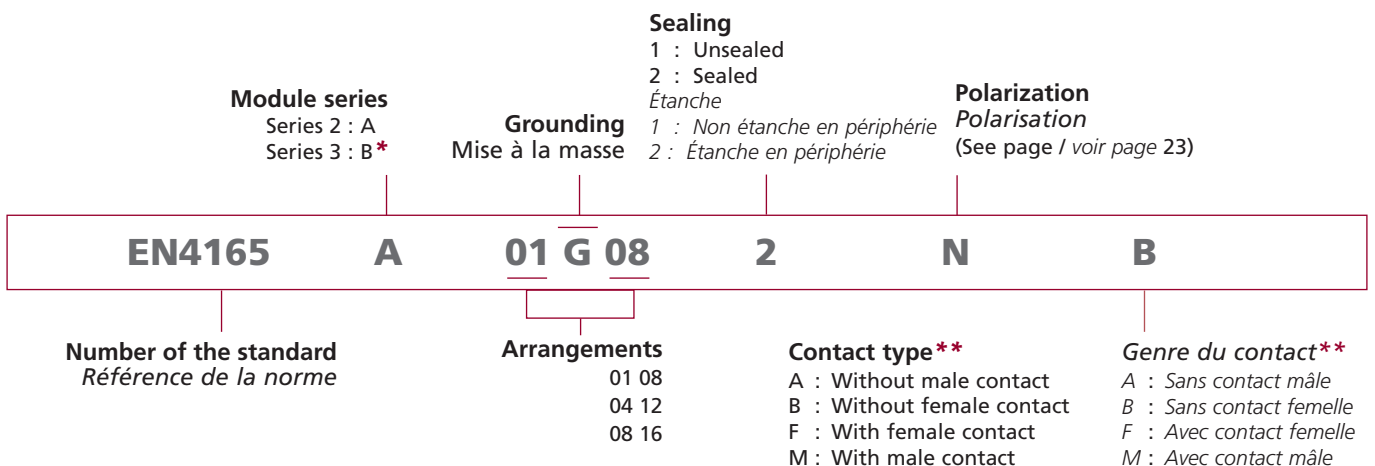 Sealing
1 : Unsealed
2 : Sealed
Étanche
1 : Non étanche en périphérie
2 : Étanche en périphérie
Module series
Series 2 : A
Series 3 : B*
Grounding
Mise à la masse
Polarization
Polarisation
(See page / voir page 23)
EN4165 A 01 G 08 2 N B
Number of the standard
Référence de la norme
Arrangements
01 08
04 12
08 16
Contact type**
A : Without male contact
B : Without female contact
F : With female contact
M : With male contact
Genre du contact**
A : Sans contact mâle
B : Sans contact femelle
F : Avec contact femelle
M : Avec contact mâle